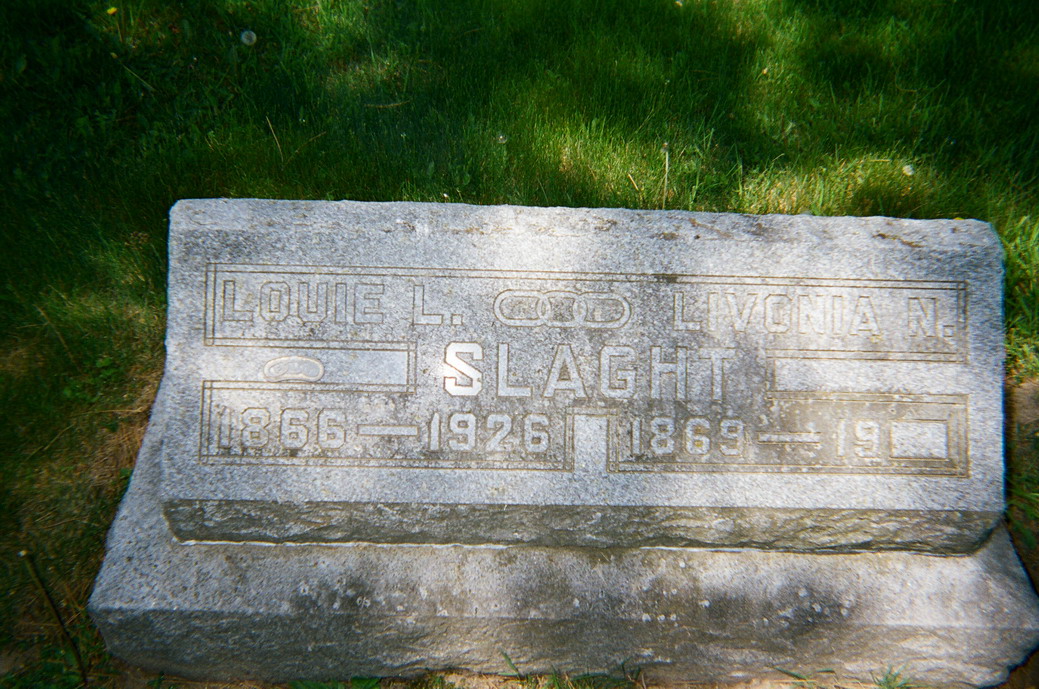 LOUIE L. LIVONIA N.
SLAGHT
1866 — 1926 1869 — 19